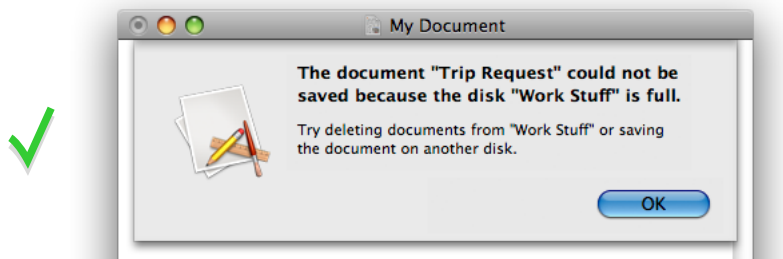 My Document
The document "Trip Request" could not be
saved because the disk "Work Stuff" is full.
Try deleting documents from "Work Stuff" or saving
the document on another disk.
OK